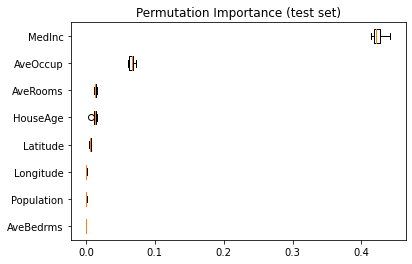 Permutation Importance (test set)
MedInc
AveOccup
AveRooms
HouseAge
Latitude
Longitude
Population
AveBedrms
0.0 0.1 0.2 0.3 0.4